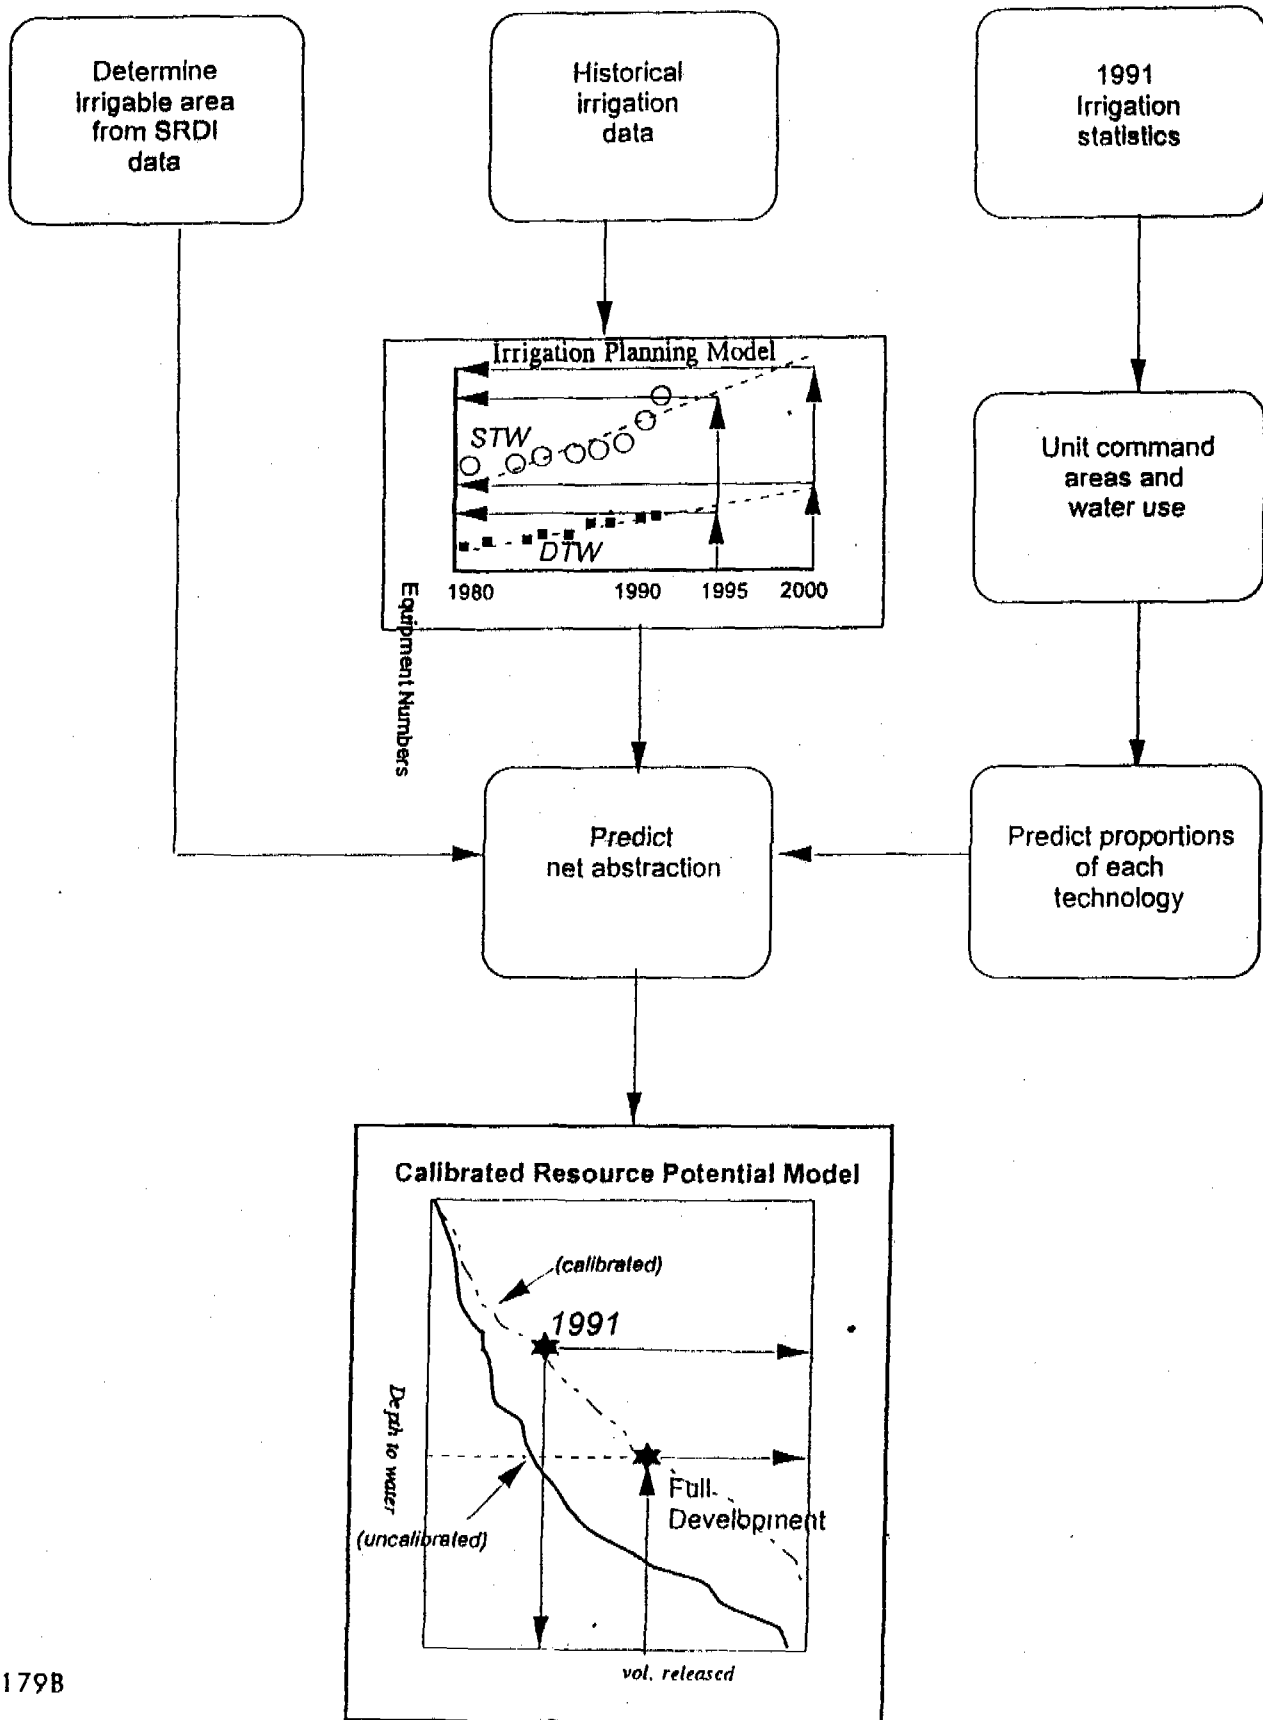 Determine
irrigable area
from SRDI
data
Historical
irrigation
data
1991
Irrigation
statistics
Irrigation Planning Model
STW
DTW
1980 1990 1995 2000
Equipment Numbers
Unit command
areas and
water use
Predict
net abstraction
Predict proportions
of each
technology
Calibrated Resource Potential Model
(calibrated)
1991
Depth to water
(uncalibrated)
Full
Development
vol. released
179B